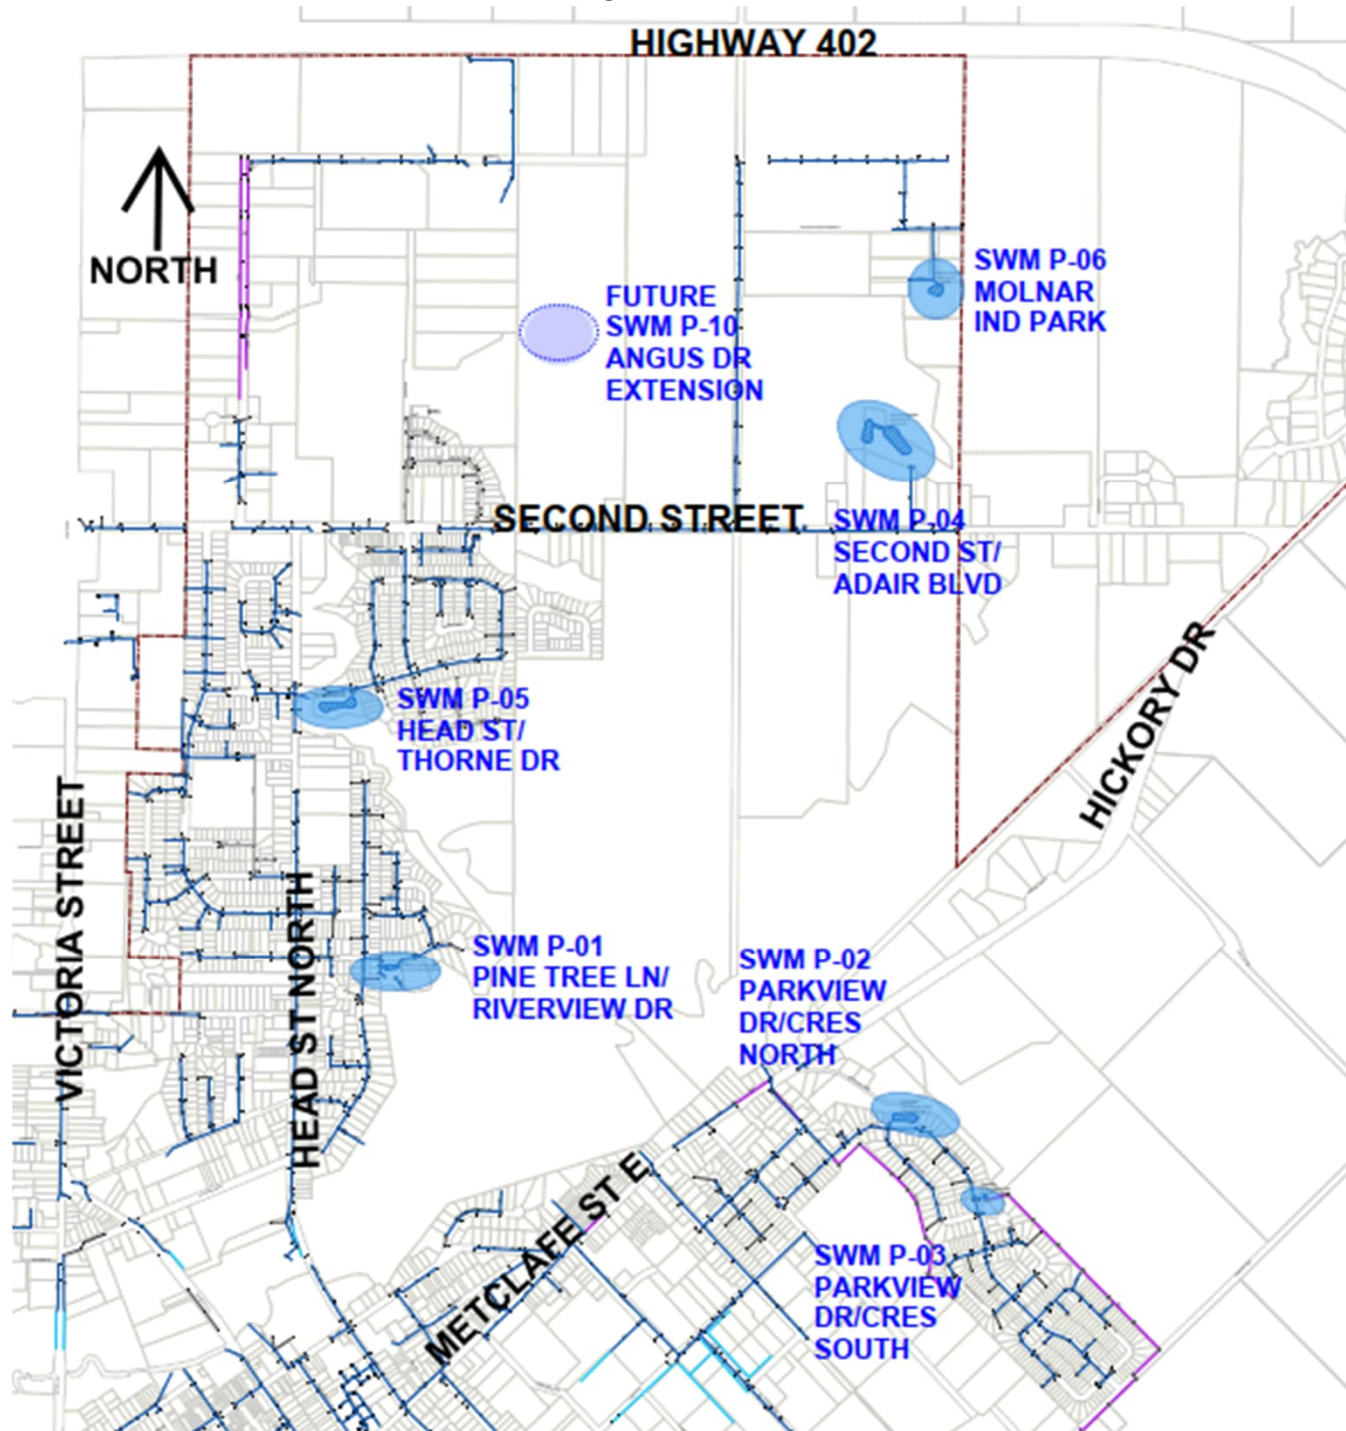 HIGHWAY 402
NORTH
SWM P-06
MOLNAR
IND PARK
FUTURE
SWM P-10
ANGUS DR
EXTENSION
SECOND STREET
SWM P-04
SECOND ST/
ADAIR BLVD
HICKORY DR
SWM P-05
HEAD ST/
THORNE DR
VICTORIA STREET
HEAD ST NORTH
SWM P-01
PINE TREE LN/
RIVERVIEW DR
SWM P-02
PARKVIEW
DR/CRES
NORTH
METCLAFE ST E
SWM P-03
PARKVIEW
DR/CRES
SOUTH